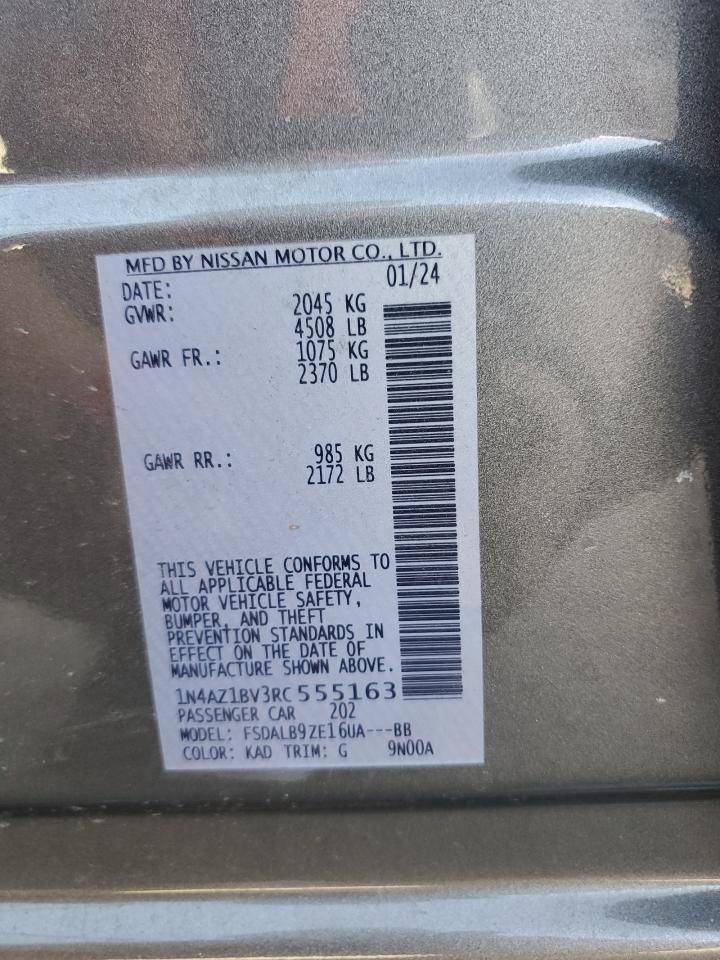 MFD BY NISSAN MOTOR CO., LTD.
DATE: 01/24
GVWR: 2045 KG
4508 LB
GAWR FR.: 1075 KG
2370 LB
GAWR RR.: 985 KG
2172 LB
THIS VEHICLE CONFORMS TO
ALL APPLICABLE FEDERAL
MOTOR VEHICLE SAFETY,
BUMPER, AND THEFT
PREVENTION STANDARDS IN
EFFECT ON THE DATE OF
MANUFACTURE SHOWN ABOVE.
1N4AZ1BV3RC555163
PASSENGER CAR 202
MODEL: FSDALB9ZE16UA---BB
COLOR: KAD TRIM: G 9N00A